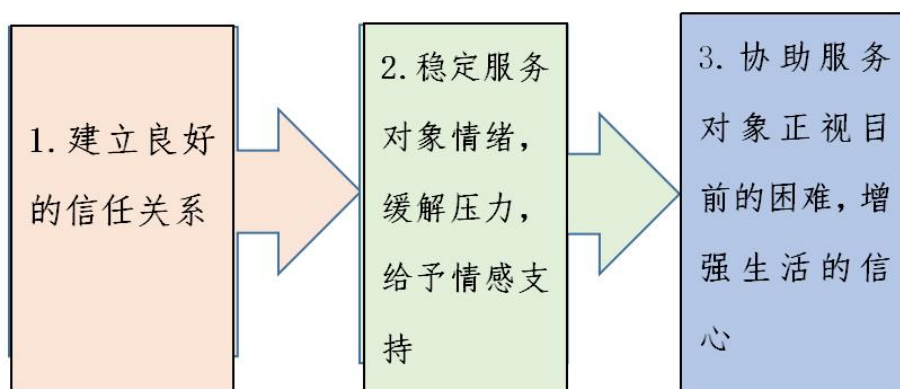 1.建立良好
的信任关系
2.稳定服务
对象情绪，
缓解压力，
给予情感支
持
3.协助服务
对象正视目
前的困难，增
强生活的信
心